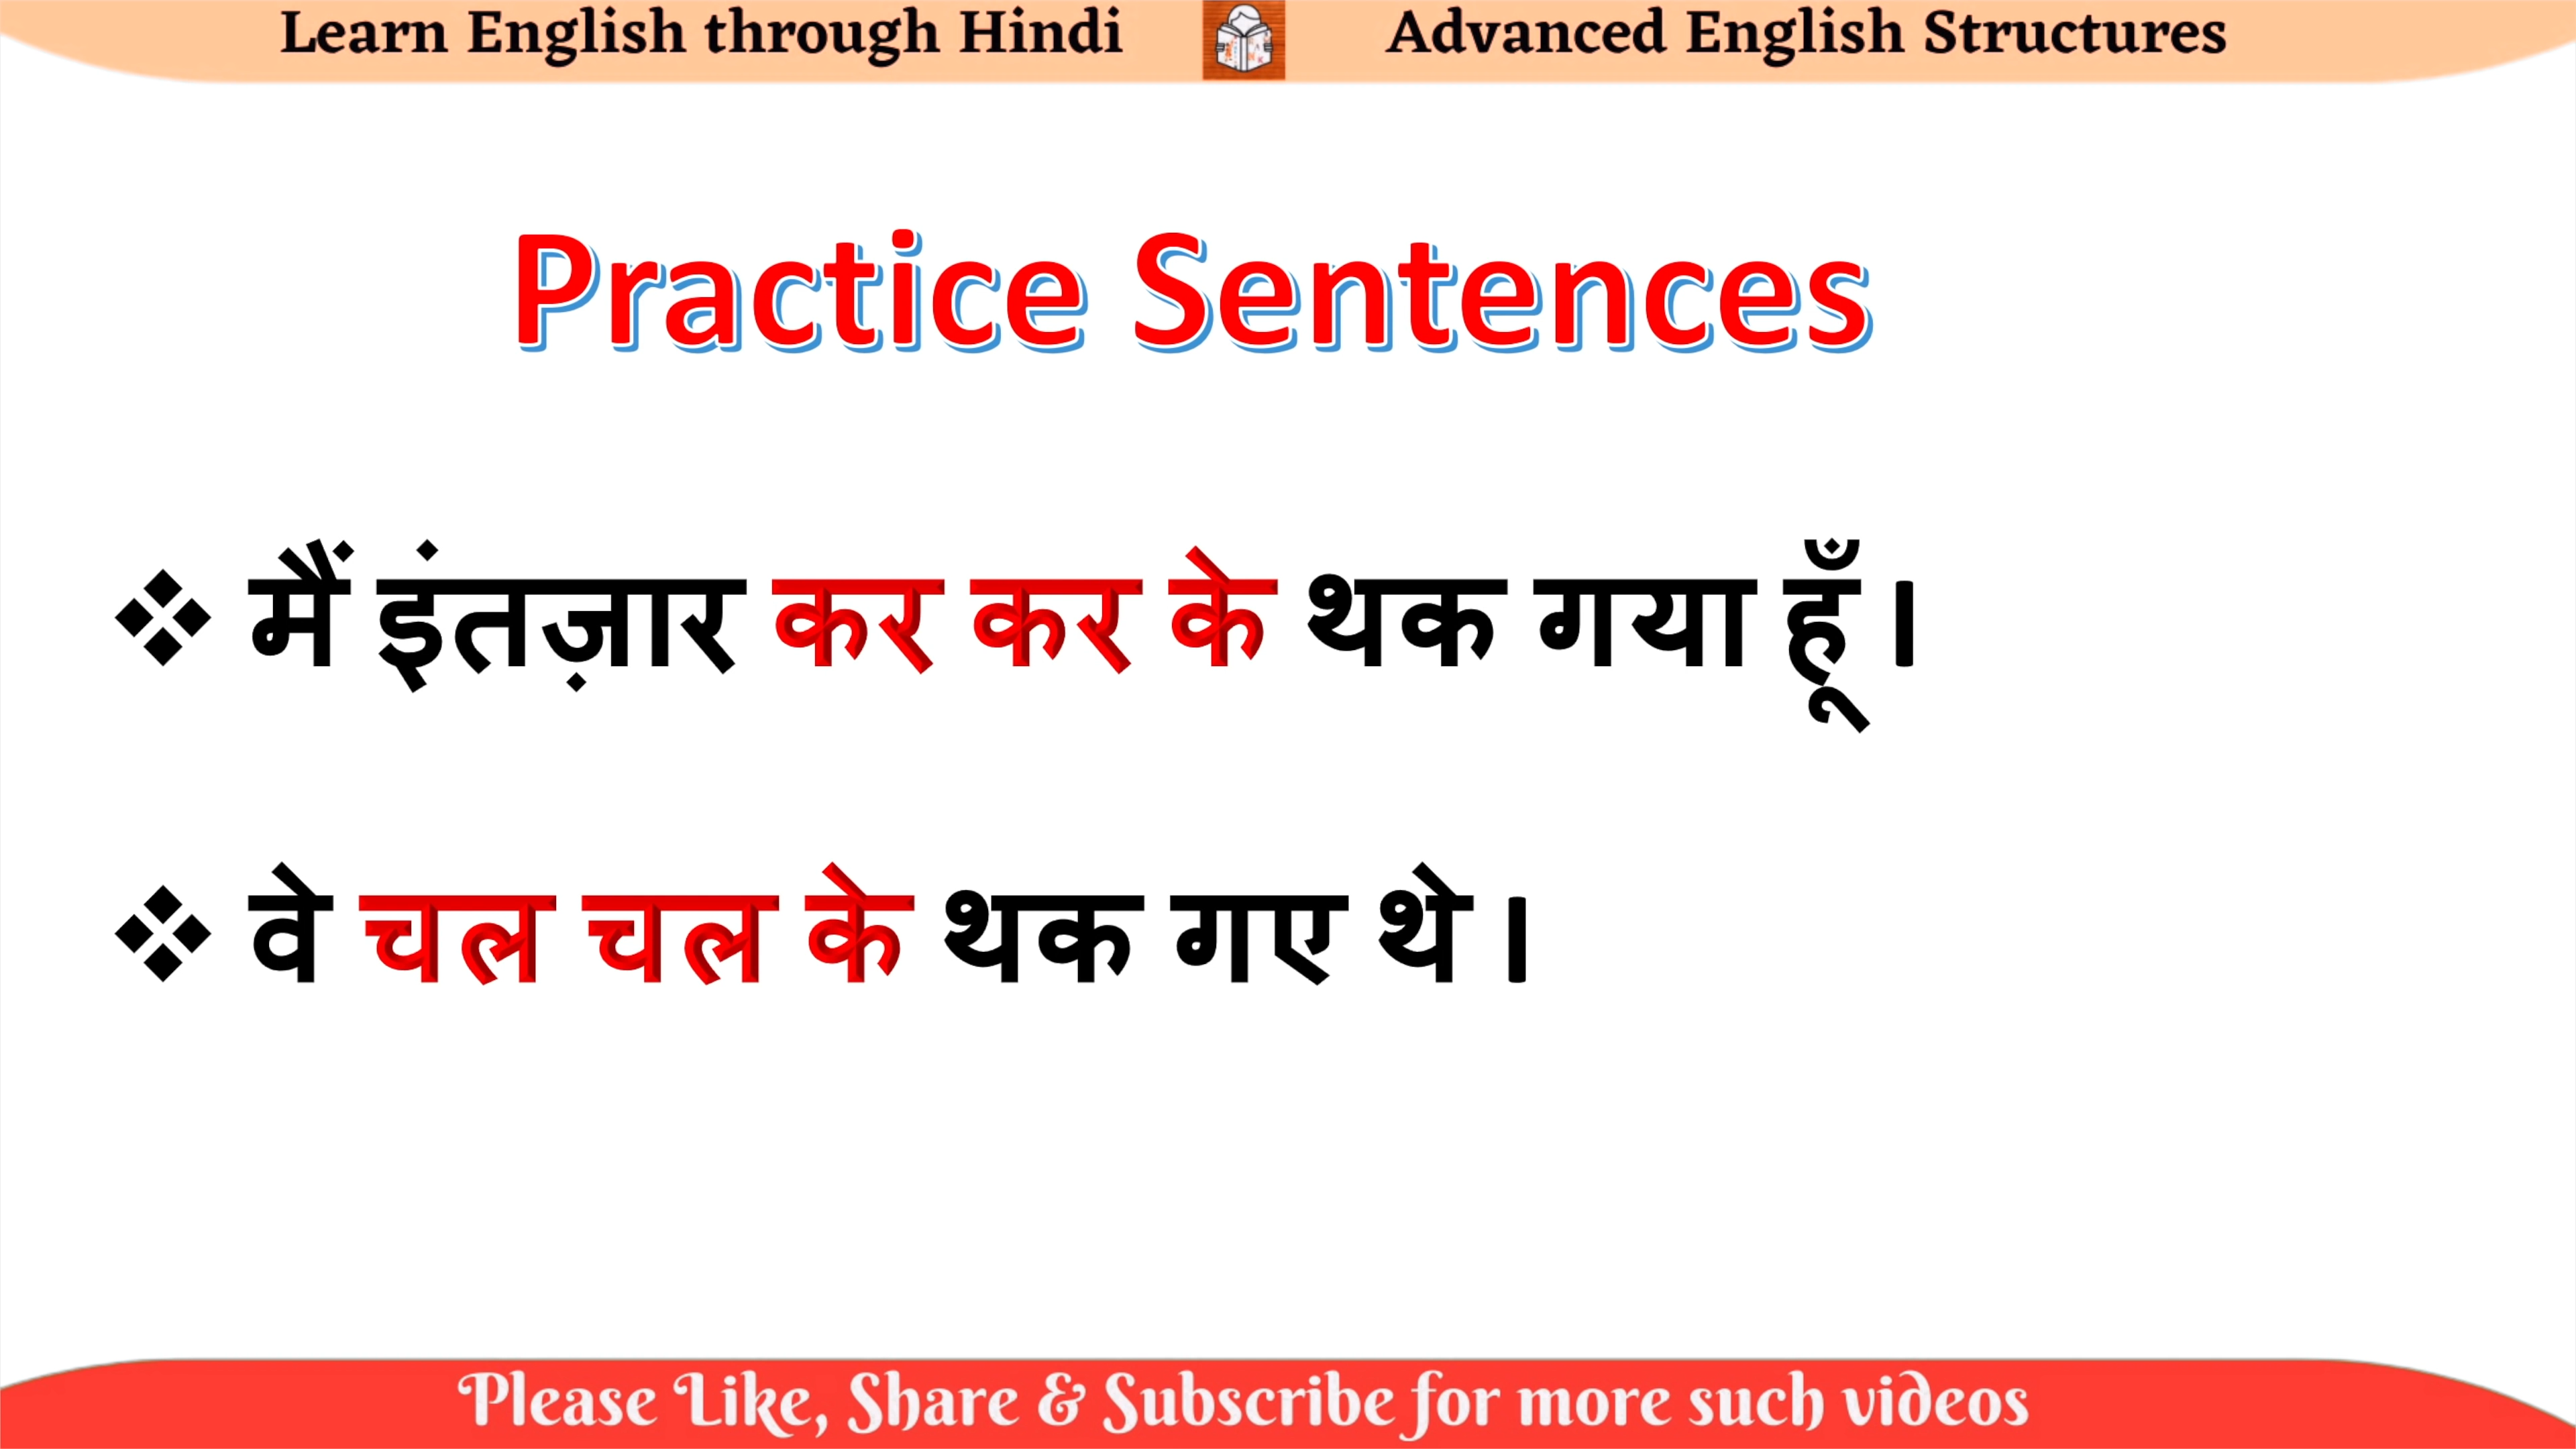 Learn English through Hindi Advanced English Structures
Practice Sentences
❖ मैं इंतज़ार कर कर के थक गया हूँ।
❖ वे चल चल के थक गए थे।
Please Like, Share & Subscribe for more such videos